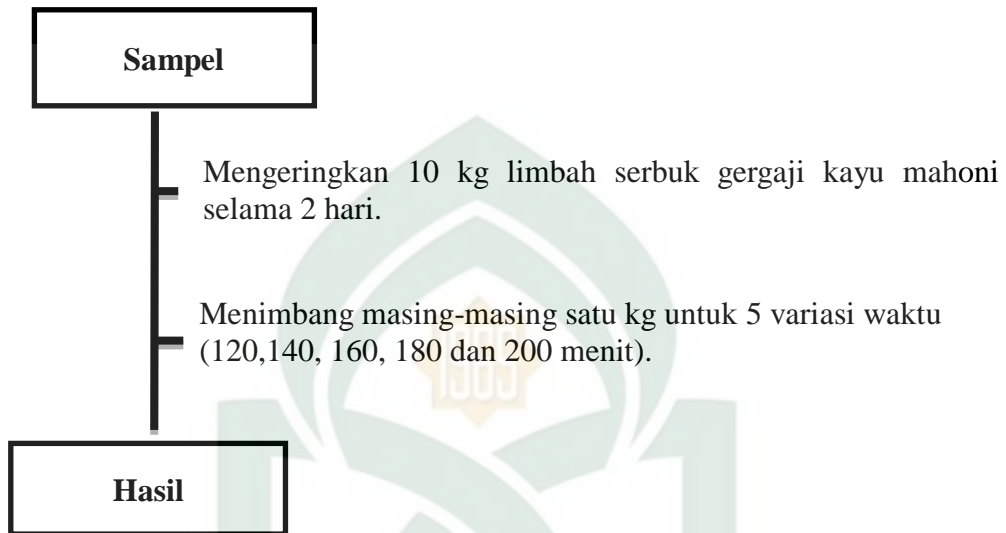 Sampel
Mengeringkan 10 kg limbah serbuk gergaji kayu mahoni
selama 2 hari.
Menimbang masing-masing satu kg untuk 5 variasi waktu
(120,140, 160, 180 dan 200 menit).
1965
Hasil